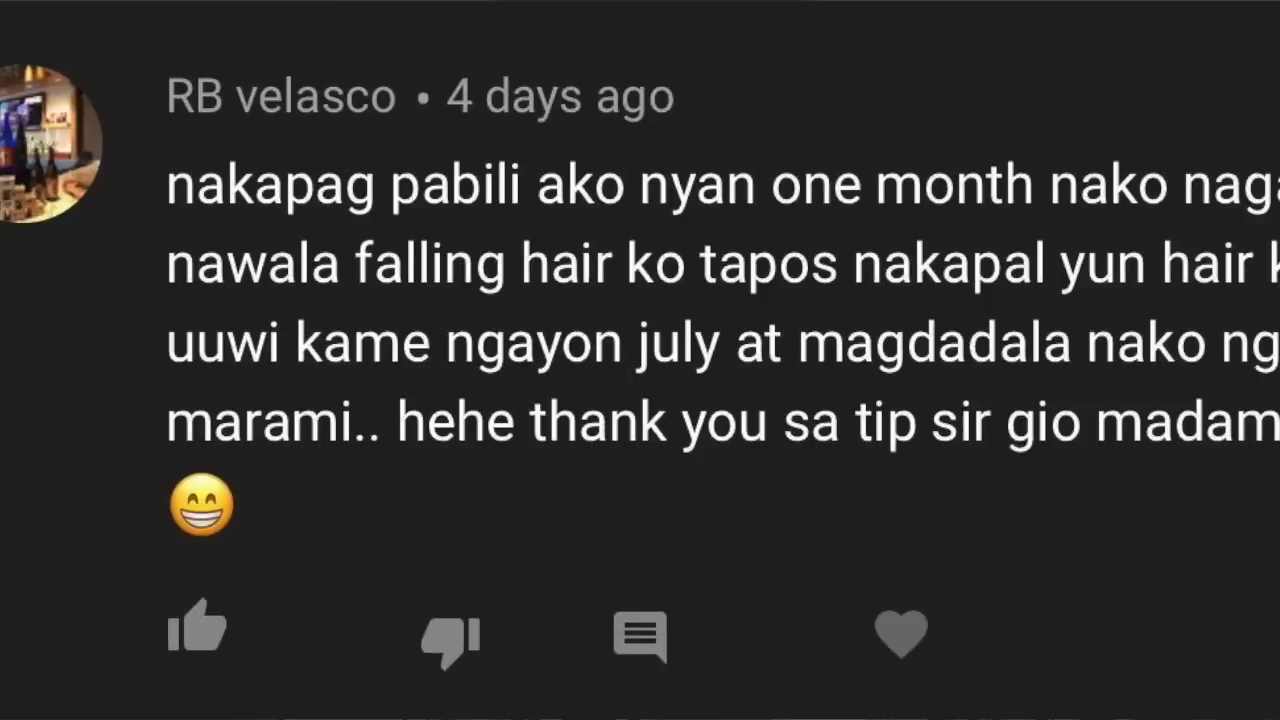 RB velasco • 4 days ago
nakapag pabili ako nyan one month nako
nawala falling hair ko tapos nakapal yun hair
uuwi kame ngayon july at magdadala nako ng
marami.. hehe thank you sa tip sir gio madam
😁